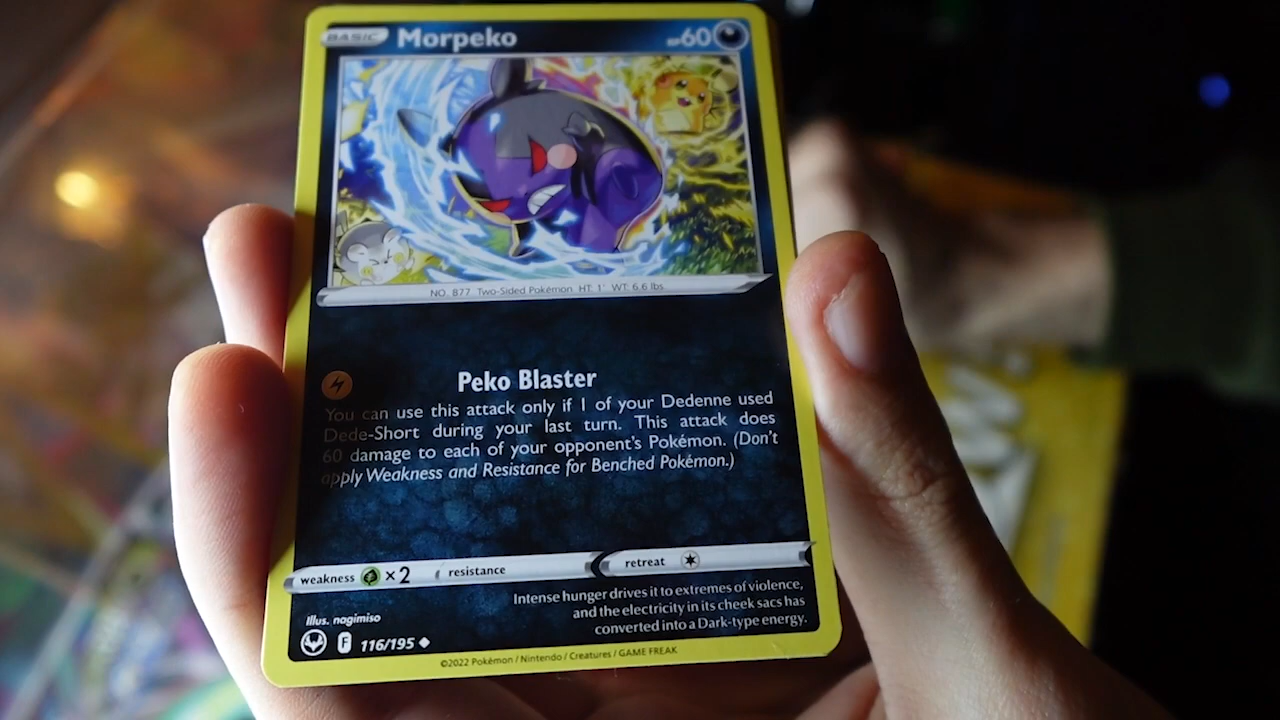 BASIC Morpeko HP60
NO. 877 Two-Sided Pokémon HT: 1' WT: 6.6 lbs.
Peko Blaster
You can use this attack only if 1 of your Dedenne used
Dede-Short during your last turn. This attack does
60 damage to each of your opponent's Pokémon. (Don't
apply Weakness and Resistance for Benched Pokémon.)
weakness ×2 resistance retreat
Intense hunger drives it to extremes of violence,
and the electricity in its cheek sacs has
converted into a Dark-type energy.
Illus. nagimiso
F 116/195
©2022 Pokémon / Nintendo / Creatures / GAME FREAK